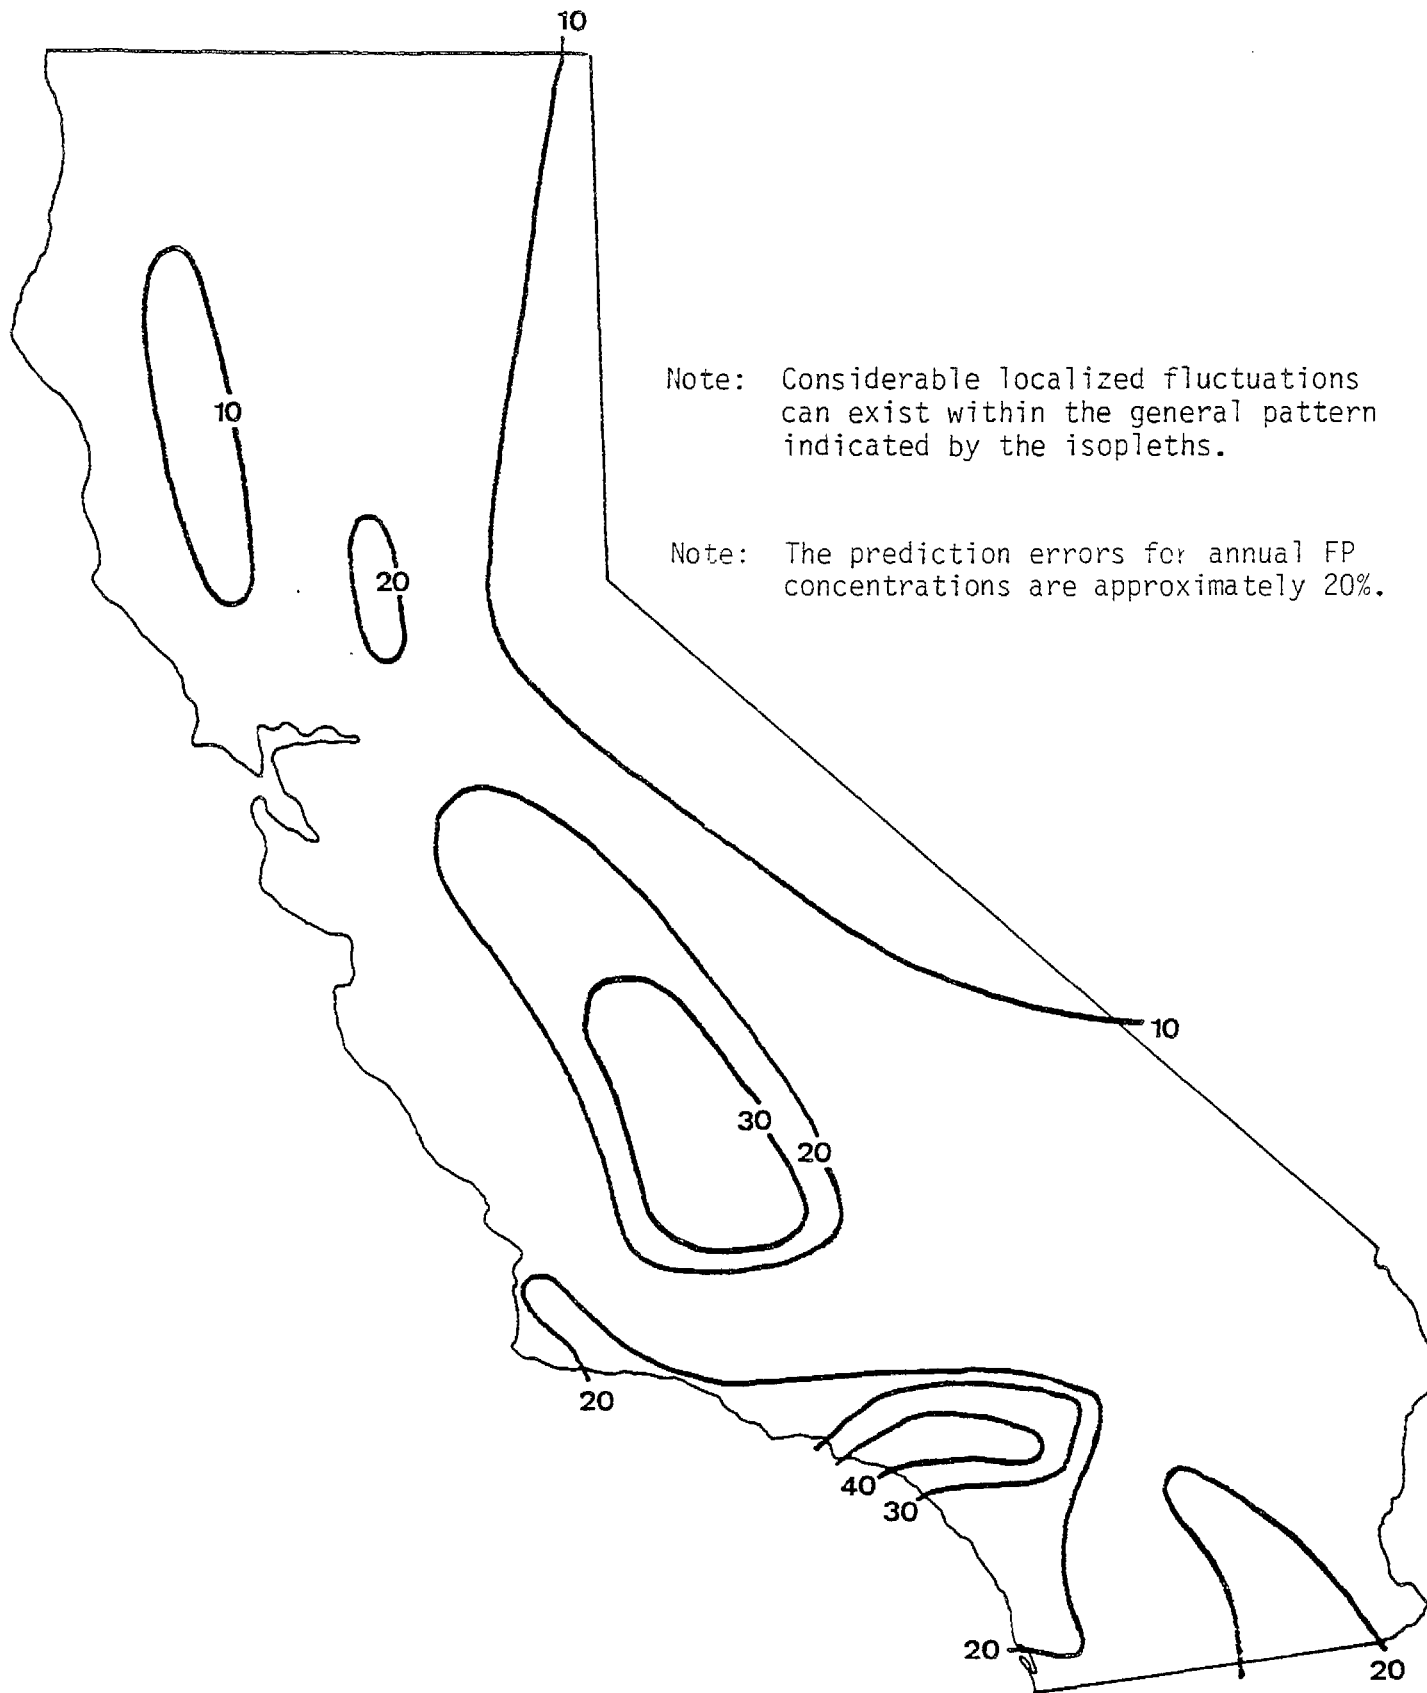 10
Note: Considerable localized fluctuations
can exist within the general pattern
indicated by the isopleths.
10
Note: The prediction errors for annual FP
concentrations are approximately 20%.
20
10
30
20
20
40
30
20
20